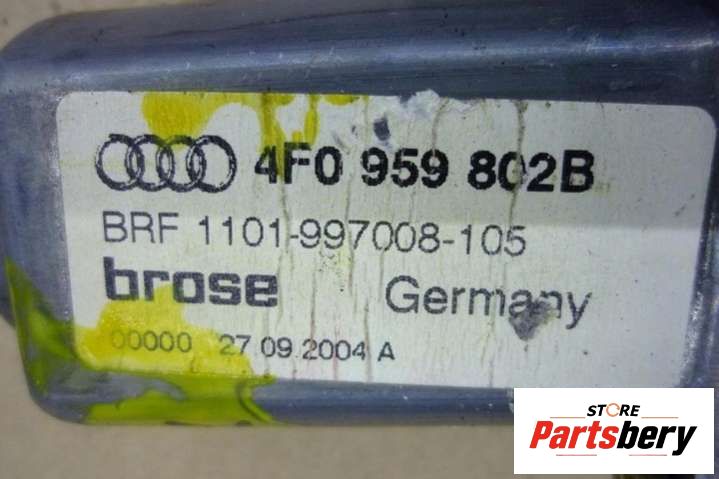 4F0 959 802B
BRF 1101-997008-105
brose Germany
00000 27 09 2004 A
STORE
Partsbery